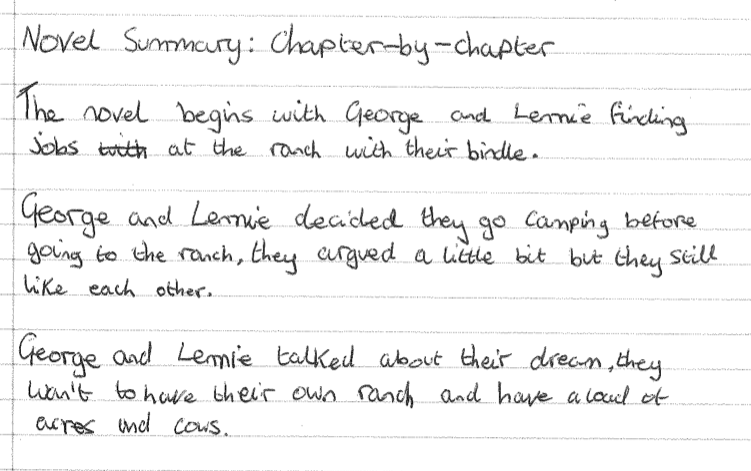 Novel Summary: Chapter-by-chapter
The novel begins with George and Lennie finding
jobs with at the ranch with their bindle.
George and Lennie decided they go camping before
going to the ranch, they argued a little bit but they still
like each other.
George and Lennie talked about their dream, they
wan't to have their own ranch and have a load of
acres and cows.